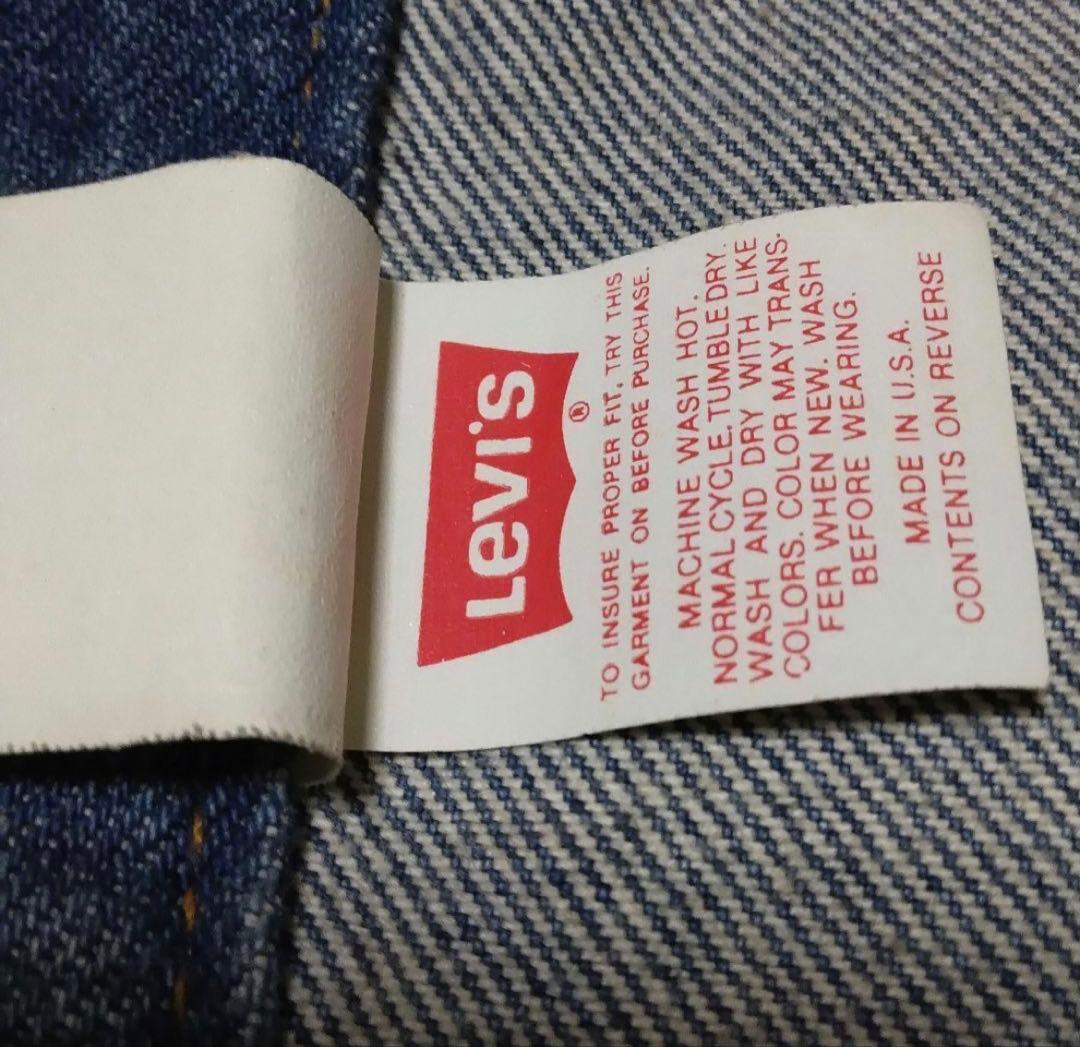 Levi's ®
TO INSURE PROPER FIT, TRY THIS
GARMENT ON BEFORE PURCHASE.
MACHINE WASH HOT.
NORMAL CYCLE. TUMBLE DRY.
WASH AND DRY WITH LIKE
COLORS. COLOR MAY TRANS-
FER WHEN NEW. WASH
BEFORE WEARING.
MADE IN U.S.A.
CONTENTS ON REVERSE